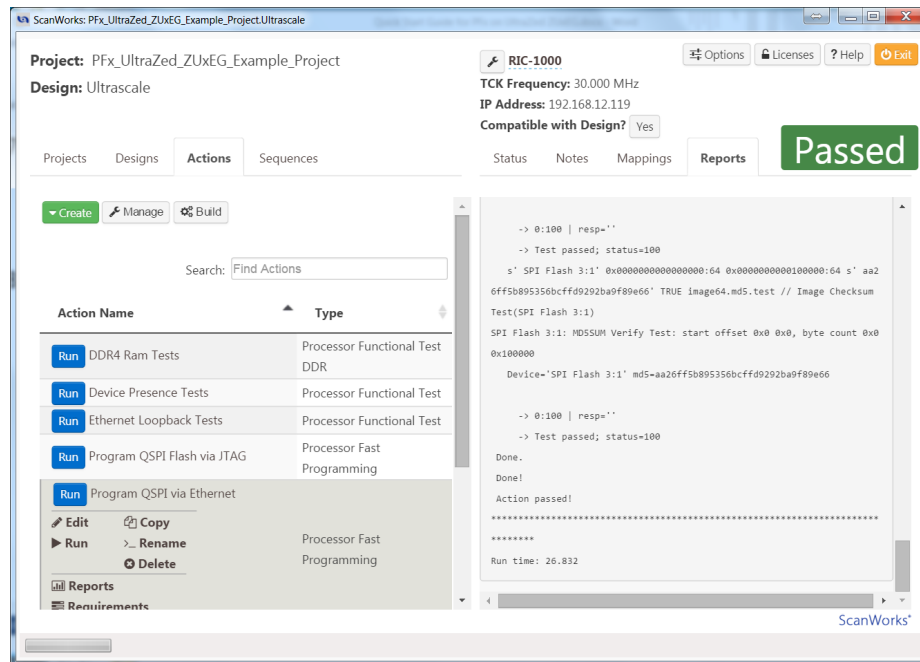 ScanWorks: PFx_UltraZed_ZUxEG_Example_Project.Ultrascale
Project: PFx_UltraZed_ZUxEG_Example_Project
Design: Ultrascale
RIC-1000
TCK Frequency: 30.000 MHz
IP Address: 192.168.12.119
Compatible with Design? Yes
Options
Licenses
? Help
Exit
Projects Designs Actions Sequences
Status Notes Mappings Reports
Passed
Create Manage Build
Search: Find Actions
Action Name Type
Run DDR4 Ram Tests Processor Functional Test
DDR
Run Device Presence Tests Processor Functional Test
Run Ethernet Loopback Tests Processor Functional Test
Run Program QSPI Flash via JTAG Processor Fast
Programming
Run Program QSPI via Ethernet
Edit Copy
Run >_ Rename
Delete
Processor Fast
Programming
Reports
Requirements
-> 0:100 | resp=''
-> Test passed; status=100
s' SPI Flash 3:1' 0x0000000000000000:64 0x0000000000100000:64 s' aa2
6ff5b895356bcffd9292ba9f89e66' TRUE image64.md5.test // Image Checksum
Test(SPI Flash 3:1)
SPI Flash 3:1: MD5SUM Verify Test: start offset 0x0 0x0, byte count 0x0
0x100000
Device='SPI Flash 3:1' md5=aa26ff5b895356bcffd9292ba9f89e66
-> 0:100 | resp=''
-> Test passed; status=100
Done.
Done!
Action passed!
***********************************************************************
********
Run time: 26.832
ScanWorks®